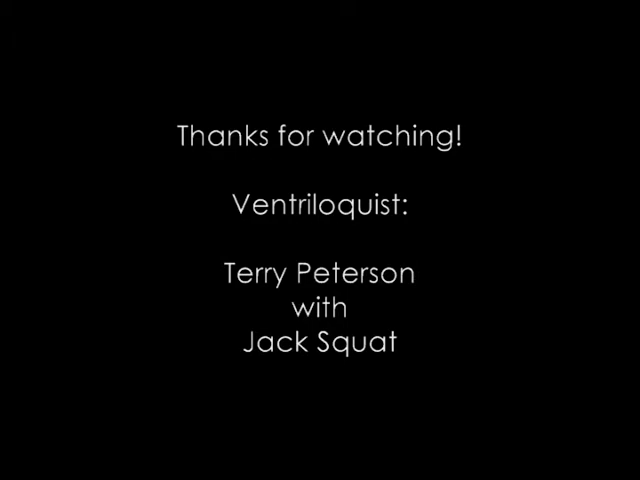 Thanks for watching!
Ventriloquist:
Terry Peterson
with
Jack Squat